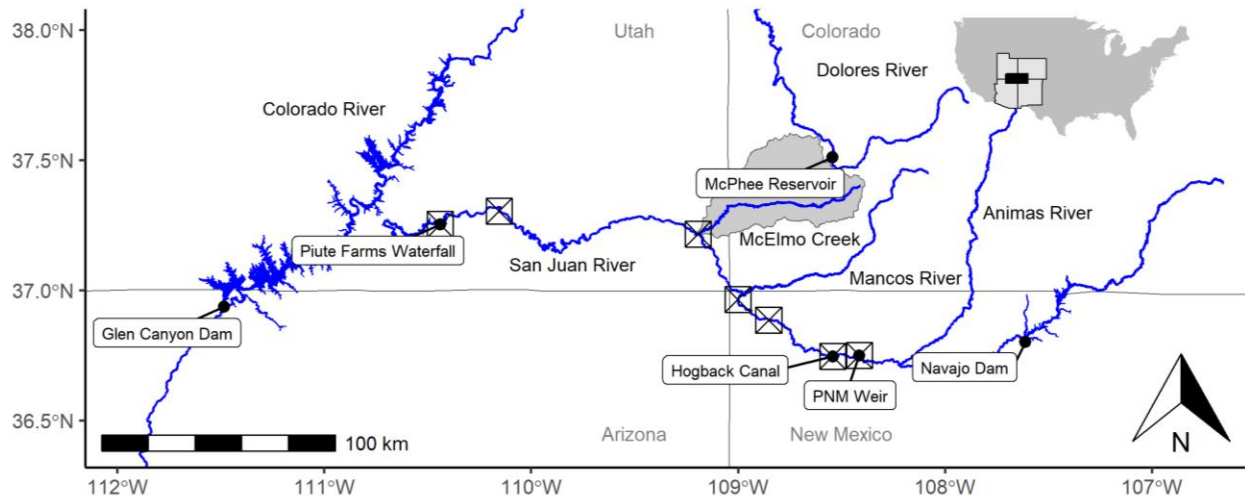 38.0°N
Utah
Colorado
Dolores River
Colorado River
37.5°N
McPhee Reservoir
Animas River
Piute Farms Waterfall
McElmo Creek
San Juan River
Mancos River
37.0°N
Glen Canyon Dam
Hogback Canal
Navajo Dam
PNM Weir
36.5°N
100 km
Arizona
New Mexico
N
112°W
111°W
110°W
109°W
108°W
107°W